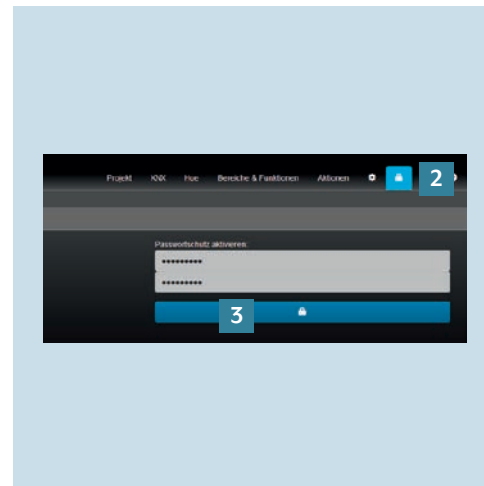 Projekt KNX Hue Bereiche & Funktionen Aktionen 2
Passwortschutz aktivieren:
•••••••••
•••••••••
3